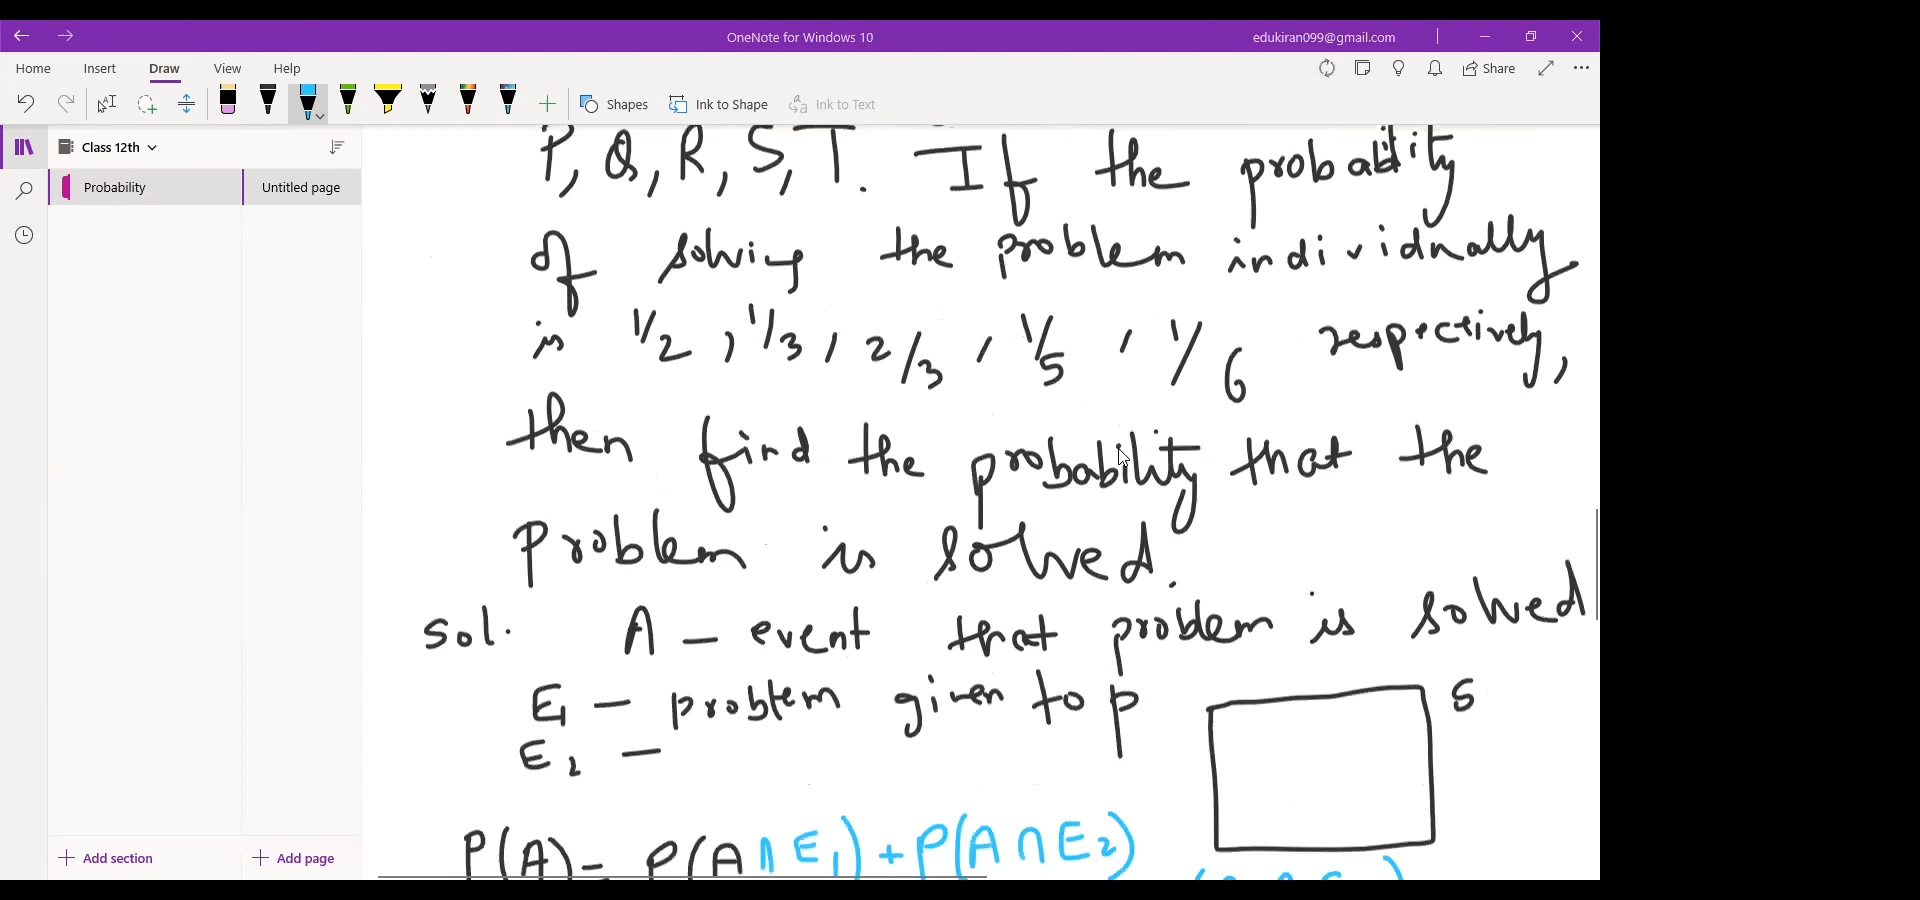 OneNote for Windows 10
edukiran099@gmail.com
Home Insert Draw View Help
Share
Shapes
Ink to Shape
Ink to Text
Class 12th
Probability
Untitled page
P, Q, R, S, T. If the probability
of solving the problem individually
is 1/2, 1/3, 2/3, 1/5, 1/6 respectively,
then find the probability that the
problem is solved.
Sol. A – event that problem is solved
E₁ – problem given to P
E₂ –
S
P(A) = P(A ∩ E₁) + P(A ∩ E₂)
Add section
Add page